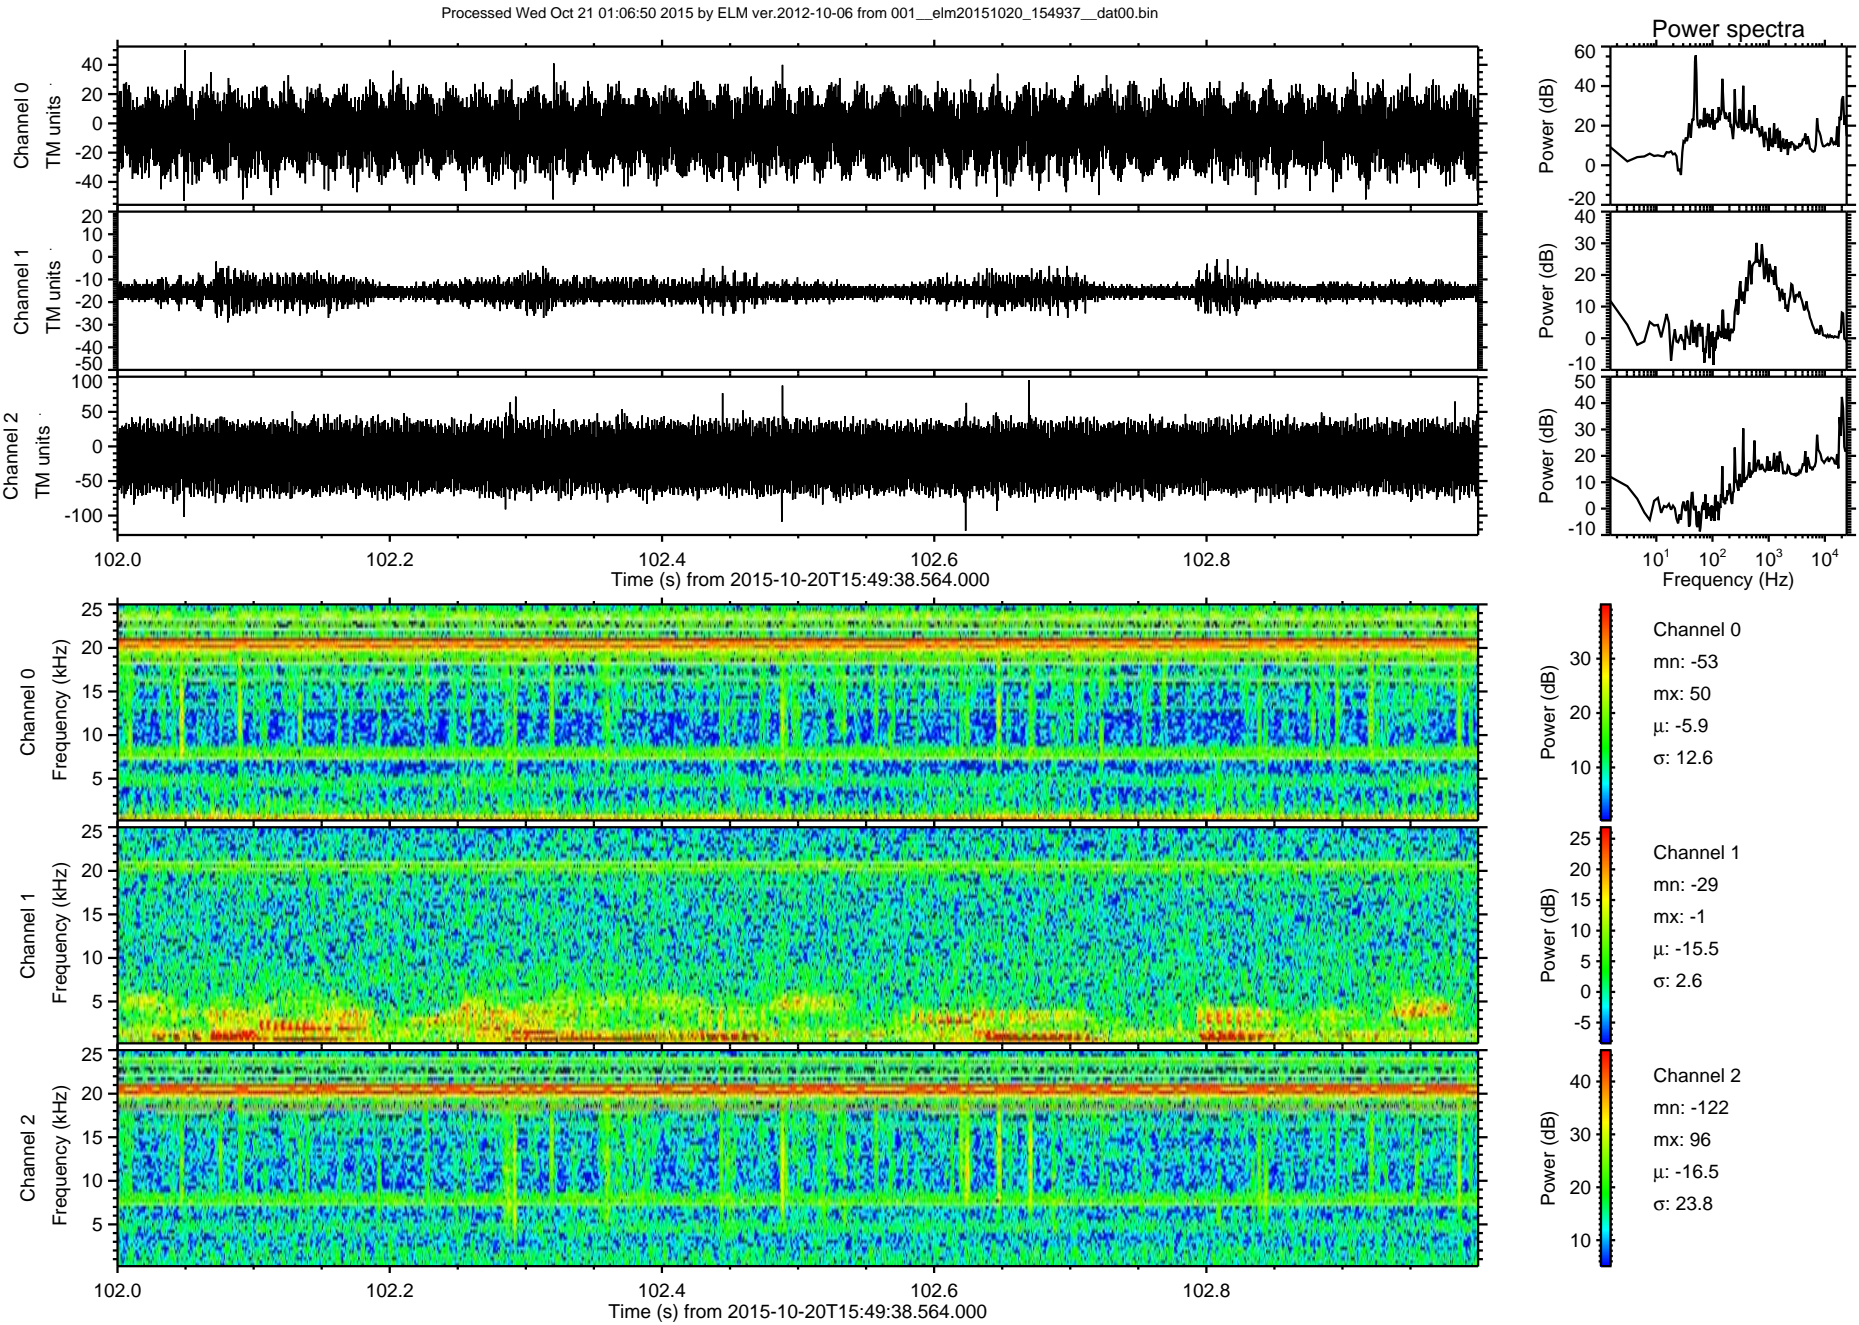 Processed Wed Oct 21 01:06:50 2015 by ELM ver.2012-10-06 from 001__elm20151020_154937__dat00.bin
Power spectra
Channel 0
TM units
40
20
0
-20
-40
Power (dB)
60
40
20
0
-20
Channel 1
TM units
20
10
0
-10
-20
-30
-40
-50
Power (dB)
40
30
20
10
0
-10
Channel 2
TM units
100
50
0
-50
-100
Power (dB)
50
40
30
20
10
0
-10
102.0 102.2 102.4 102.6 102.8
Time (s) from 2015-10-20T15:49:38.564.000
10¹ 10² 10³ 10⁴
Frequency (Hz)
Channel 0
Frequency (kHz)
25
20
15
10
5
Power (dB)
30
20
10
Channel 0
mn: -53
mx: 50
μ: -5.9
σ: 12.6
Channel 1
Frequency (kHz)
25
20
15
10
5
Power (dB)
25
20
15
10
5
0
-5
Channel 1
mn: -29
mx: -1
μ: -15.5
σ: 2.6
Channel 2
Frequency (kHz)
25
20
15
10
5
Power (dB)
40
30
20
10
Channel 2
mn: -122
mx: 96
μ: -16.5
σ: 23.8
102.0 102.2 102.4 102.6 102.8
Time (s) from 2015-10-20T15:49:38.564.000